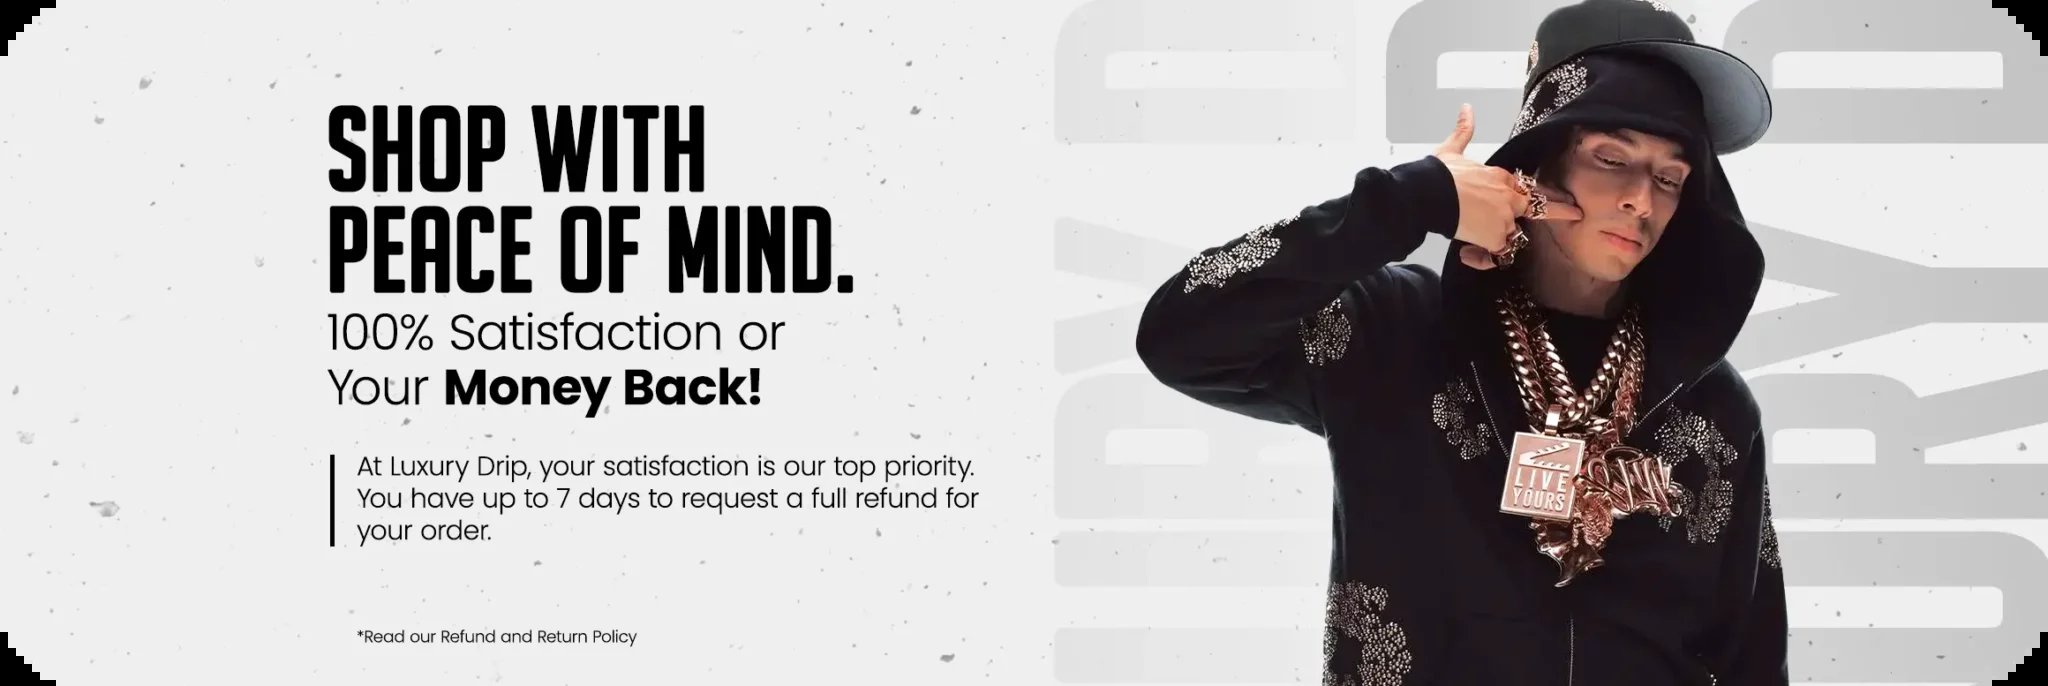 SHOP WITH
PEACE OF MIND.
100% Satisfaction or
Your Money Back!
At Luxury Drip, your satisfaction is our top priority.
You have up to 7 days to request a full refund for
your order.
*Read our Refund and Return Policy
LIVE
YOURS